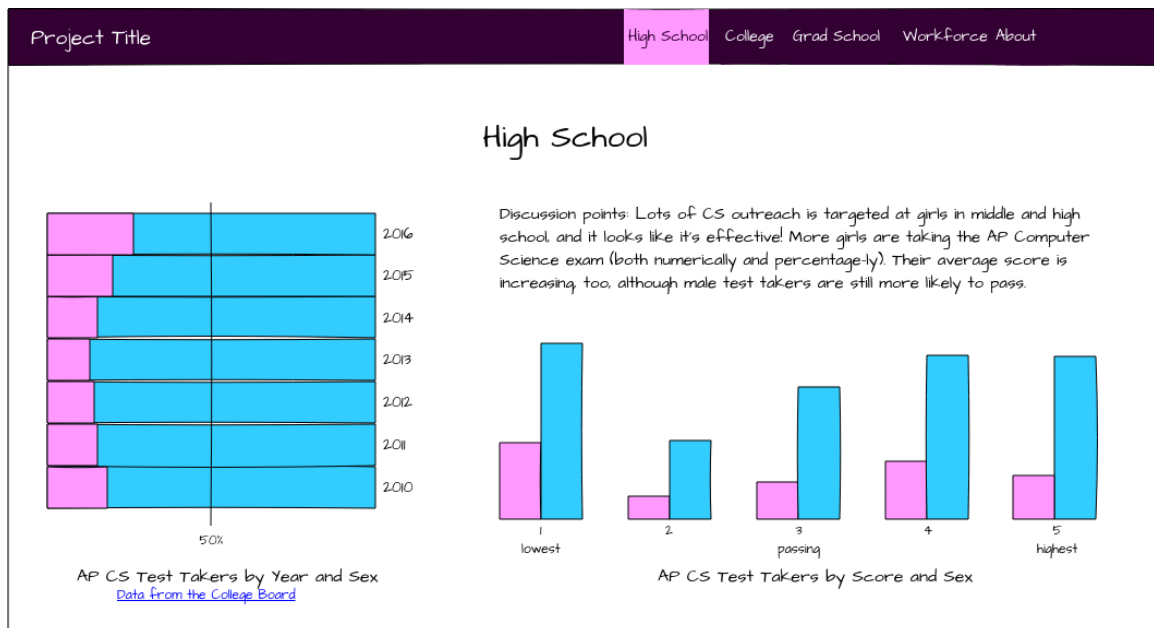 Project Title
High School College Grad School Workforce About
High School
2016
2015
2014
2013
2012
2011
2010
50%
AP CS Test Takers by Year and Sex
Data from the College Board
Discussion points: Lots of CS outreach is targeted at girls in middle and high
school, and it looks like it's effective! More girls are taking the AP Computer
Science exam (both numerically and percentage-ly). Their average score is
increasing, too, although male test takers are still more likely to pass.
1 2 3 4 5
lowest passing highest
AP CS Test Takers by Score and Sex